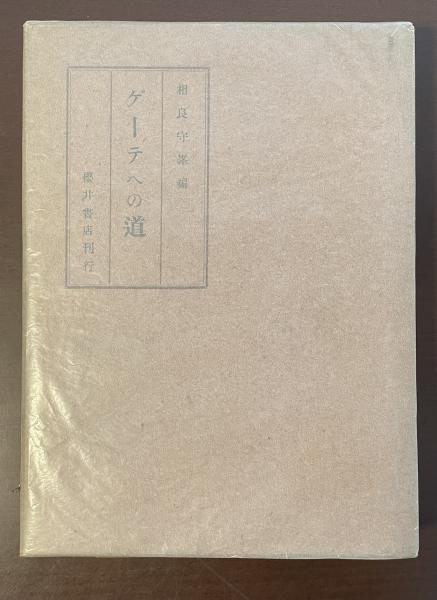 相良守峯編
ゲーテへの道
櫻井書店刊行